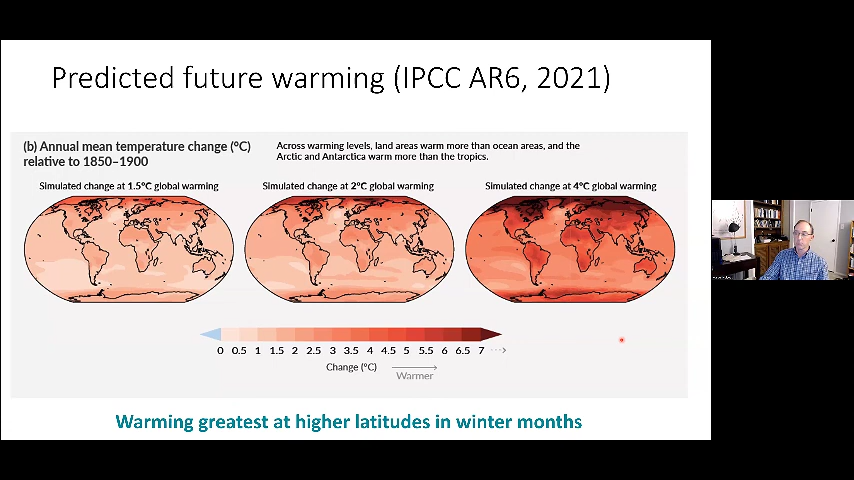 Predicted future warming (IPCC AR6, 2021)
(b) Annual mean temperature change (°C)
relative to 1850–1900
Across warming levels, land areas warm more than ocean areas, and the
Arctic and Antarctica warm more than the tropics.
Simulated change at 1.5°C global warming
Simulated change at 2°C global warming
Simulated change at 4°C global warming
0 0.5 1 1.5 2 2.5 3 3.5 4 4.5 5 5.5 6 6.5 7
Change (°C)
Warmer
Warming greatest at higher latitudes in winter months